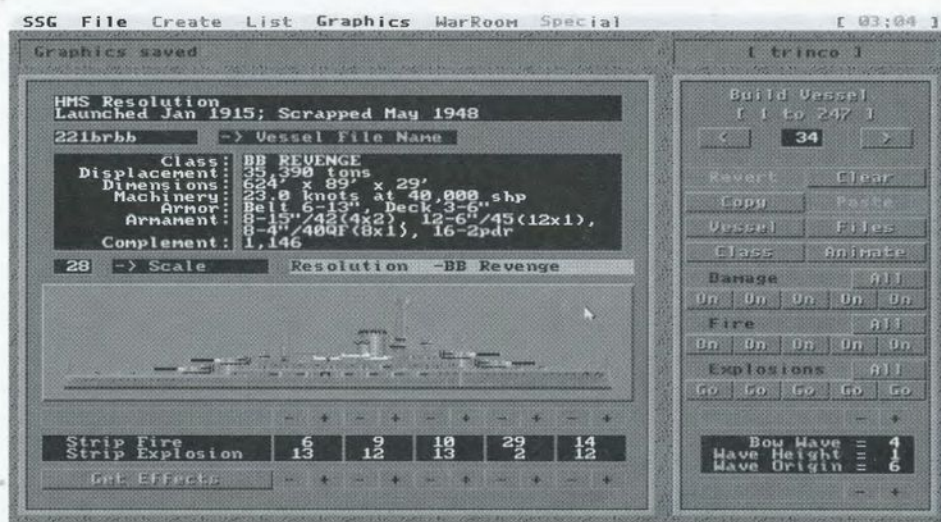 SSG File Create List Graphics WarRoom Special [ 03:04 ]
Graphics saved
[ trinco ]
HMS Resolution
Launched Jan 1915; Scrapped May 1948
221brbb -> Vessel File Name
Class: BB REVENGE
Displacement: 35,390 tons
Dimensions: 624' x 89' x 29'
Machinery: 23.0 knots at 40,000 shp
Armor: Belt 6-13", Deck 3-6"
Armament: 8-15"/42(4x2), 12-6"/45(12x1),
8-4"/40QF(8x1), 16-2pdr
Complement: 1,146
28 -> Scale Resolution -BB Revenge
- + - + - + - + - +
Strip Fire 6 9 10 29 14
Strip Explosion 13 12 13 2 12
Get Effects - + - + - + - + - +
Build Vessel
[ 1 to 247 ]
< 34 >
Revert Clear
Copy Paste
Vessel Files
Class Animate
Damage All
On On On On On
Fire All
On On On On On
Explosions All
Go Go Go Go Go
- +
Bow Wave = 4
Wave Height = 1
Wave Origin = 6
- +